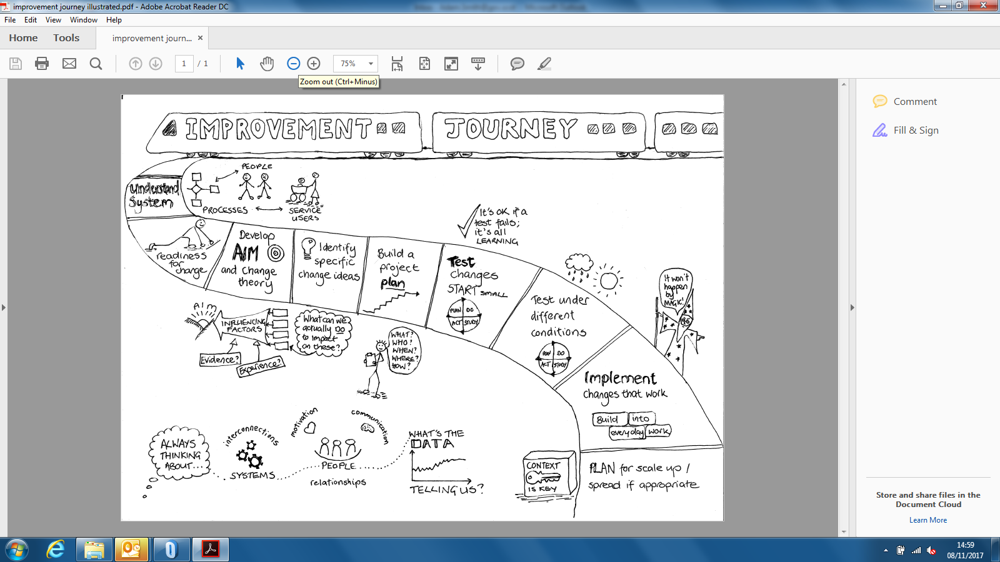 improvement journey illustrated.pdf - Adobe Acrobat Reader DC
File Edit View Window Help
Home Tools improvement journ... ×
1 / 1 75%
Zoom out (Ctrl+Minus)
Comment
Fill & Sign
IMPROVEMENT JOURNEY
PEOPLE
PROCESSES
SERVICE
USERS
Understand
System
readiness
for
change
Develop
AIM
and change
theory
Identify
specific
change ideas
Build a
project
plan
Test
changes
START SMALL
PLAN DO
ACT STUDY
It's ok if a
test fails;
it's all
LEARNING
Test under
different
conditions
PLAN DO
ACT STUDY
It won't
happen
by
MAGIC!
Implement
changes that work
Build into
everyday work
PLAN for scale up /
spread if appropriate
AIM
INFLUENCING
FACTORS
Evidence?
Experience?
What can we
actually DO
to impact
on these?
WHAT?
WHO?
WHEN?
WHERE?
HOW?
ALWAYS
THINKING
ABOUT...
interconnections
SYSTEMS
motivation
communication
PEOPLE
relationships
WHAT'S THE
DATA
TELLING US?
CONTEXT
IS KEY
Store and share files in the
Document Cloud
Learn More
14:59
08/11/2017